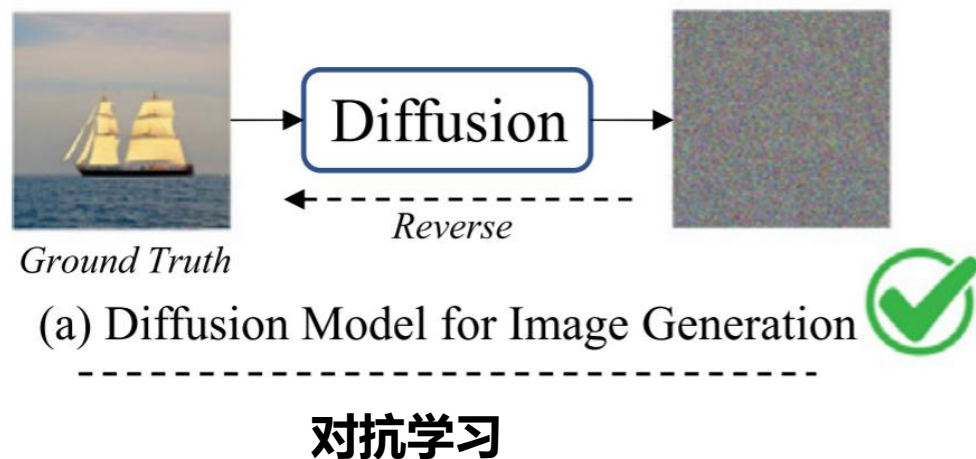 Diffusion
Reverse
Ground Truth
(a) Diffusion Model for Image Generation
对抗学习